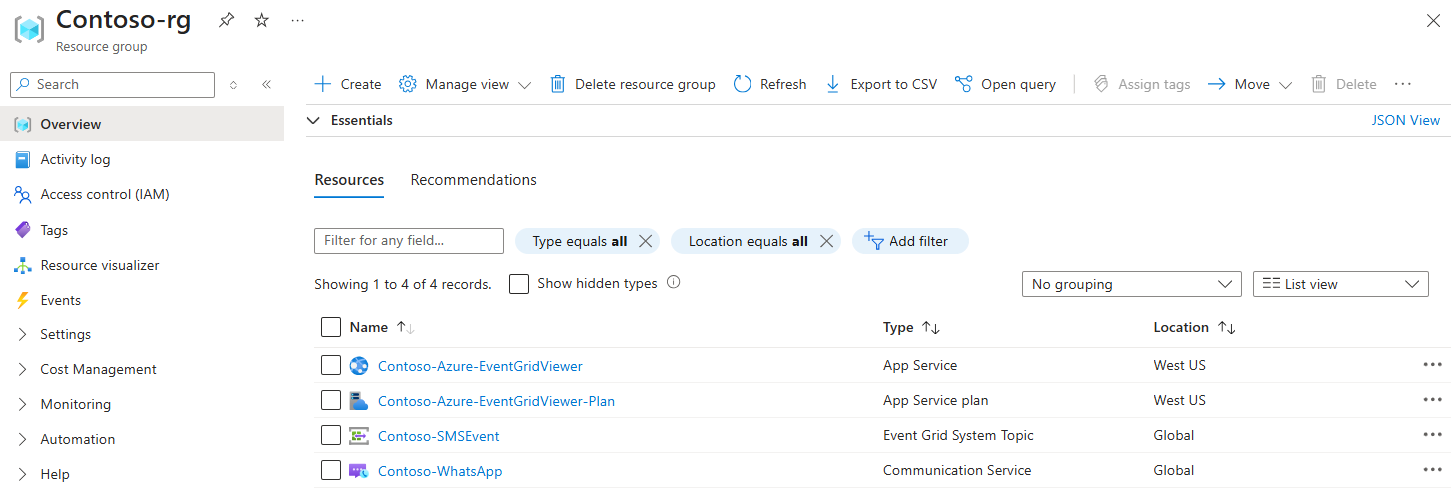 Contoso-rg
Resource group
Search
Create Manage view Delete resource group Refresh Export to CSV Open query Assign tags Move Delete
Overview
Essentials JSON View
Activity log
Access control (IAM)
Resources Recommendations
Tags
Filter for any field... Type equals all Location equals all Add filter
Resource visualizer
Showing 1 to 4 of 4 records. Show hidden types No grouping List view
Events
Settings
Name Type Location
Cost Management
Contoso-Azure-EventGridViewer App Service West US
Monitoring
Contoso-Azure-EventGridViewer-Plan App Service plan West US
Automation
Contoso-SMSEvent Event Grid System Topic Global
Help
Contoso-WhatsApp Communication Service Global